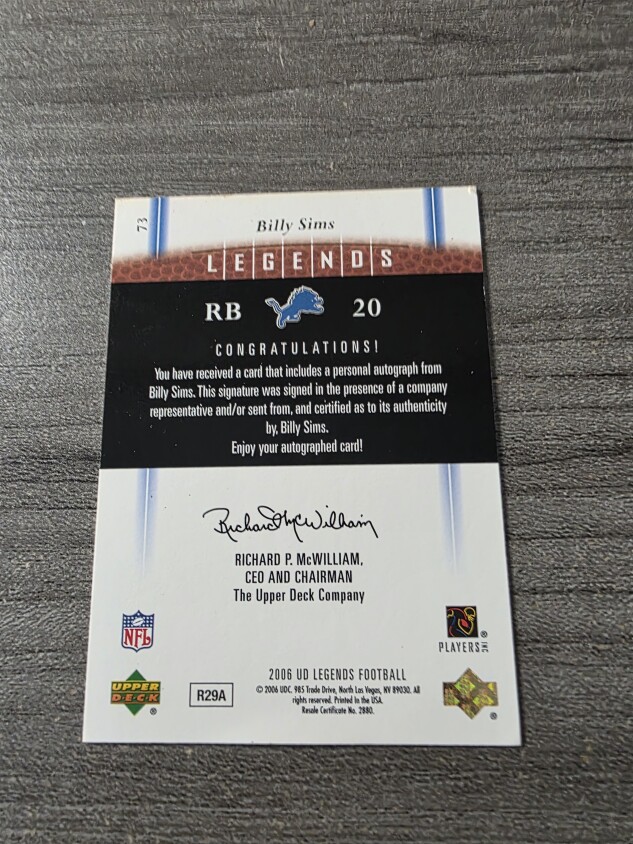 73
Billy Sims
LEGENDS
RB 20
CONGRATULATIONS!
You have received a card that includes a personal autograph from
Billy Sims. This signature was signed in the presence of a company
representative and/or sent from, and certified as to its authenticity
by, Billy Sims.
Enjoy your autographed card!
Richard P. McWilliam
RICHARD P. McWILLIAM,
CEO AND CHAIRMAN
The Upper Deck Company
NFL
PLAYERS INC ®
2006 UD LEGENDS FOOTBALL
© 2006 UDC. 985 Trade Drive, North Las Vegas, NV 89030. All
rights reserved. Printed in the USA.
Resale Certificate No. 2880.
UPPER
DECK ®
R29A
®